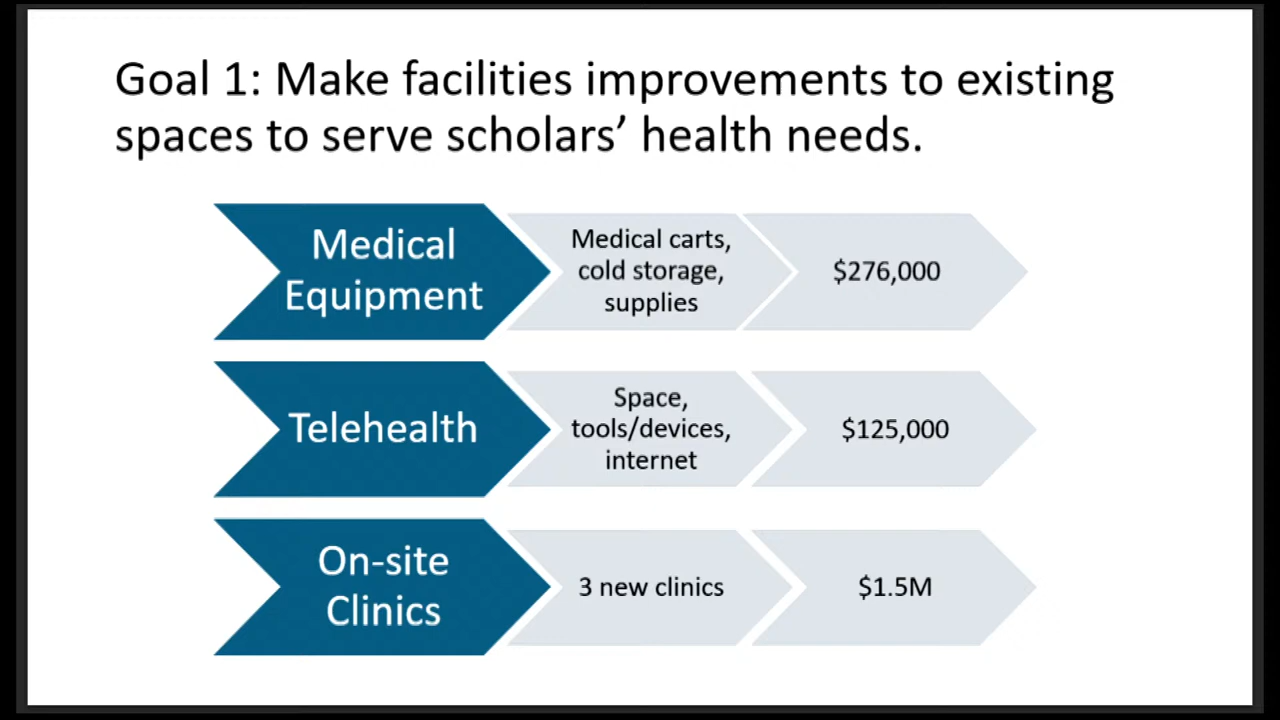 Goal 1: Make facilities improvements to existing
spaces to serve scholars’ health needs.
Medical
Equipment
Medical carts,
cold storage,
supplies
$276,000
Telehealth
Space,
tools/devices,
internet
$125,000
On-site
Clinics
3 new clinics
$1.5M